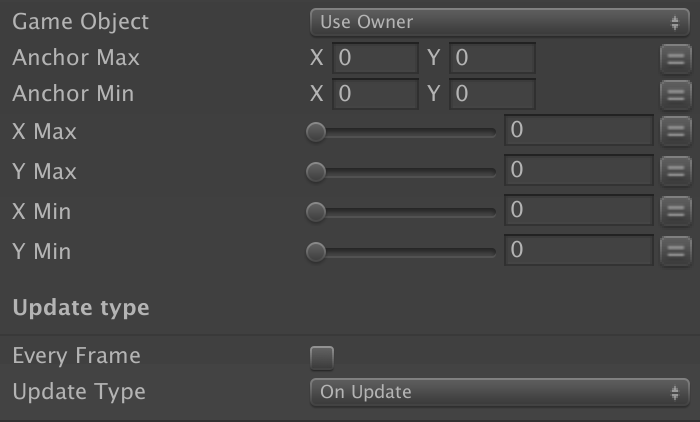 Game Object Use Owner
Anchor Max X 0 Y 0
Anchor Min X 0 Y 0
X Max 0
Y Max 0
X Min 0
Y Min 0
Update type
Every Frame
Update Type On Update